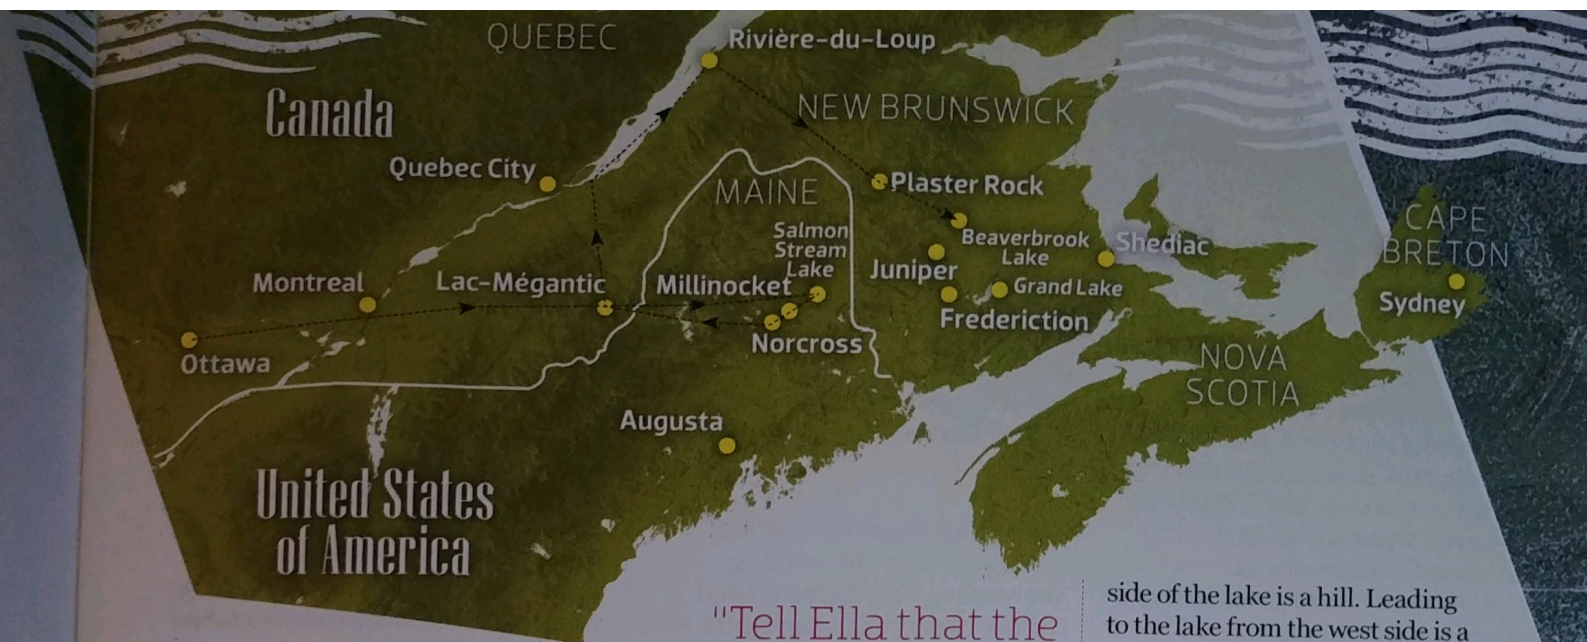 QUEBEC
Rivière-du-Loup
Canada
NEW BRUNSWICK
Quebec City
Plaster Rock
MAINE
Salmon
Stream
Lake
Beaverbrook
Lake
Shediac
CAPE
BRETON
Juniper
Montreal
Lac-Mégantic
Millinocket
Grand Lake
Sydney
Frederiction
Norcross
Ottawa
NOVA
SCOTIA
Augusta
United States
of America
"Tell Ella that the
side of the lake is a hill. Leading
to the lake from the west side is a